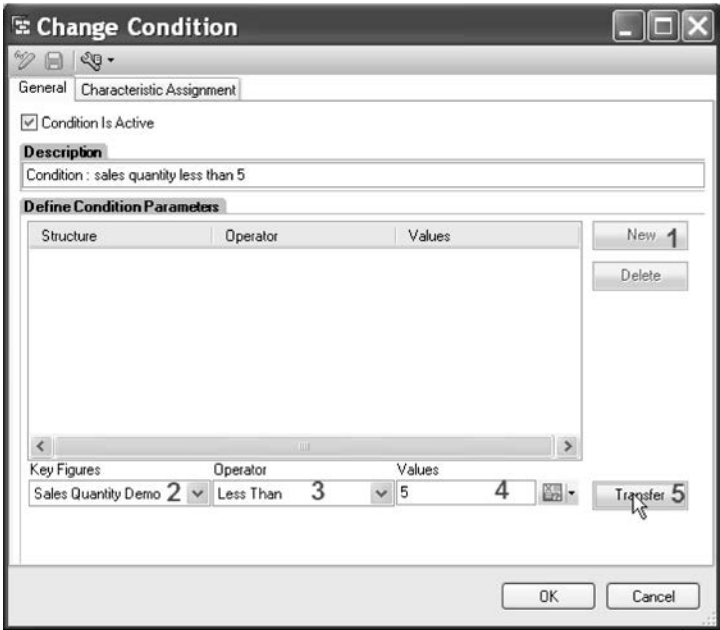 Change Condition
General Characteristic Assignment
Condition Is Active
Description
Condition : sales quantity less than 5
Define Condition Parameters
Structure Operator Values
New 1
Delete
Key Figures Operator Values
Sales Quantity Demo 2 Less Than 3 5 4 Transfer 5
OK Cancel